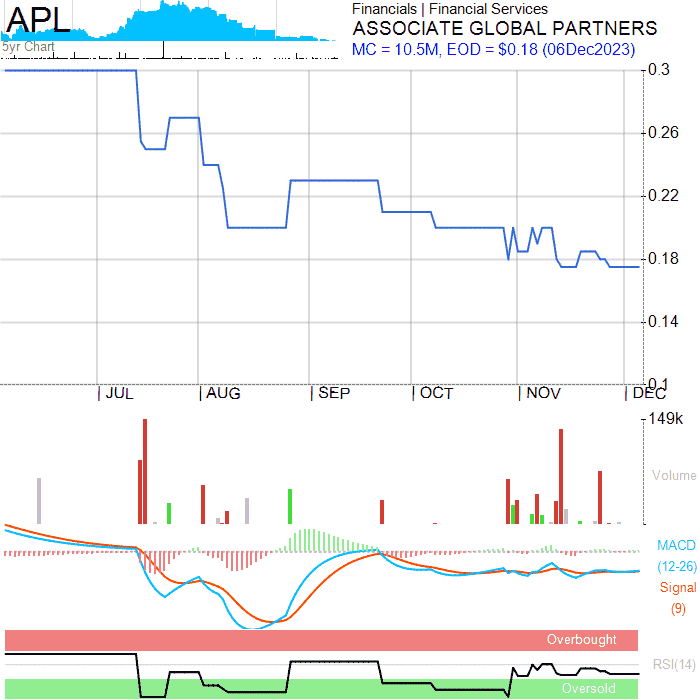 APL
Financials | Financial Services
ASSOCIATE GLOBAL PARTNERS
MC = 10.5M, EOD = $0.18 (06Dec2023)
5yr Chart
0.3
0.26
0.22
0.18
0.14
0.1
JUL AUG SEP OCT NOV DEC
149k
Volume
MACD
(12-26)
Signal
(9)
Overbought
RSI(14)
Oversold